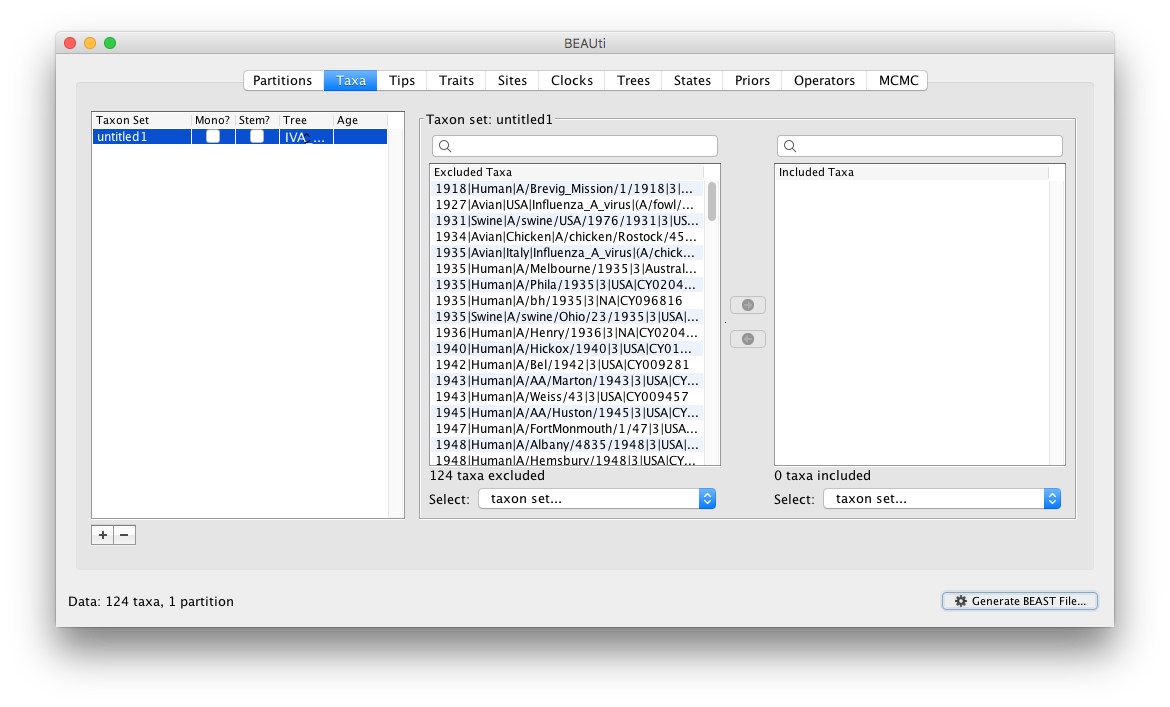 BEAUti
Partitions Taxa Tips Traits Sites Clocks Trees States Priors Operators MCMC
Taxon Set Mono? Stem? Tree Age
untitled1 IVA_...
Taxon set: untitled1
Excluded Taxa
1918|Human|A/Brevig_Mission/1/1918|3|...
1927|Avian|USA|Influenza_A_virus|(A/fowl/...
1931|Swine|A/swine/USA/1976/1931|3|US...
1934|Avian|Chicken|A/chicken/Rostock/45...
1935|Avian|Italy|Influenza_A_virus|(A/chick...
1935|Human|A/Melbourne/1935|3|Austral...
1935|Human|A/Phila/1935|3|USA|CY0204...
1935|Human|A/bh/1935|3|NA|CY096816
1935|Swine|A/swine/Ohio/23/1935|3|USA|...
1936|Human|A/Henry/1936|3|NA|CY0204...
1940|Human|A/Hickox/1940|3|USA|CY01...
1942|Human|A/Bel/1942|3|USA|CY009281
1943|Human|A/AA/Marton/1943|3|USA|CY...
1943|Human|A/Weiss/43|3|USA|CY009457
1945|Human|A/AA/Huston/1945|3|USA|CY...
1947|Human|A/FortMonmouth/1/47|3|USA...
1948|Human|A/Albany/4835/1948|3|USA|...
1948|Human|A/Hemsbury/1948|3|USA|CY...
124 taxa excluded
Select: taxon set...
Included Taxa
0 taxa included
Select: taxon set...
+ −
Data: 124 taxa, 1 partition
Generate BEAST File...